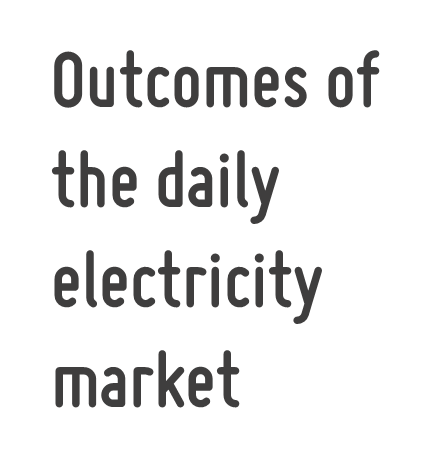 Outcomes of
the daily
electricity
market